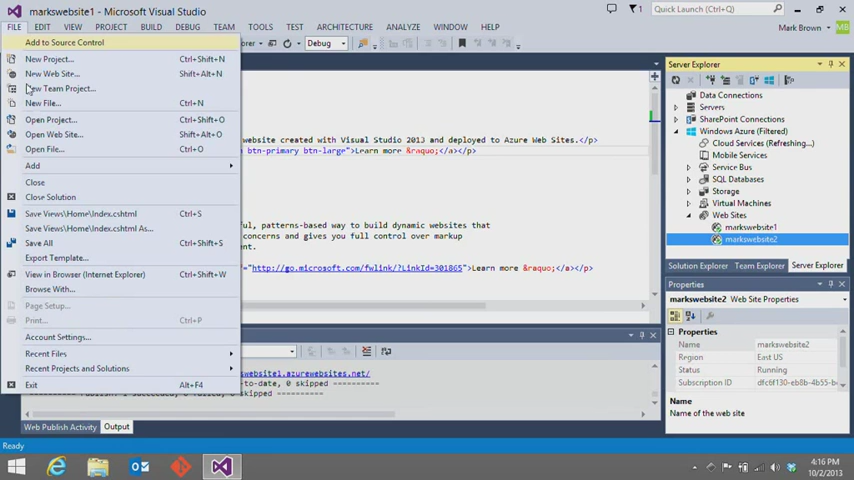 markswebsite1 - Microsoft Visual Studio
Quick Launch (Ctrl+Q)
FILE EDIT VIEW PROJECT BUILD DEBUG TEAM TOOLS TEST ARCHITECTURE ANALYZE WINDOW HELP
Mark Brown MB
Explorer Debug
Add to Source Control
New Project... Ctrl+Shift+N
New Web Site... Shift+Alt+N
New Team Project...
New File... Ctrl+N
Open Project... Ctrl+Shift+O
Open Web Site... Shift+Alt+O
Open File... Ctrl+O
Add
Close
Close Solution
Save Views\Home\Index.cshtml Ctrl+S
Save Views\Home\Index.cshtml As...
Save All Ctrl+Shift+S
Export Template...
View in Browser (Internet Explorer) Ctrl+Shift+W
Browse With...
Page Setup...
Print... Ctrl+P
Account Settings...
Recent Files
Recent Projects and Solutions
Exit Alt+F4
website created with Visual Studio 2013 and deployed to Azure Web Sites.</p>
btn-primary btn-large">Learn more &raquo;</a></p>
ful, patterns-based way to build dynamic websites that
concerns and gives you full control over markup
ent.
="http://go.microsoft.com/fwlink/?LinkId=301865">Learn more &raquo;</a></p>
website1.azurewebsites.net/
-to-date, 0 skipped ==========
0 skipped ==========
Web Publish Activity Output
Server Explorer
Data Connections
Servers
SharePoint Connections
Windows Azure (Filtered)
Cloud Services (Refreshing...)
Mobile Services
Service Bus
SQL Databases
Storage
Virtual Machines
Web Sites
markswebsite1
markswebsite2
Solution Explorer Team Explorer Server Explorer
Properties
markswebsite2 Web Site Properties
Properties
Name markswebsite2
Region East US
Status Running
Subscription ID dfc6f130-eb8b-4b55-b
Name
Name of the web site
Ready
4:16 PM
10/2/2013